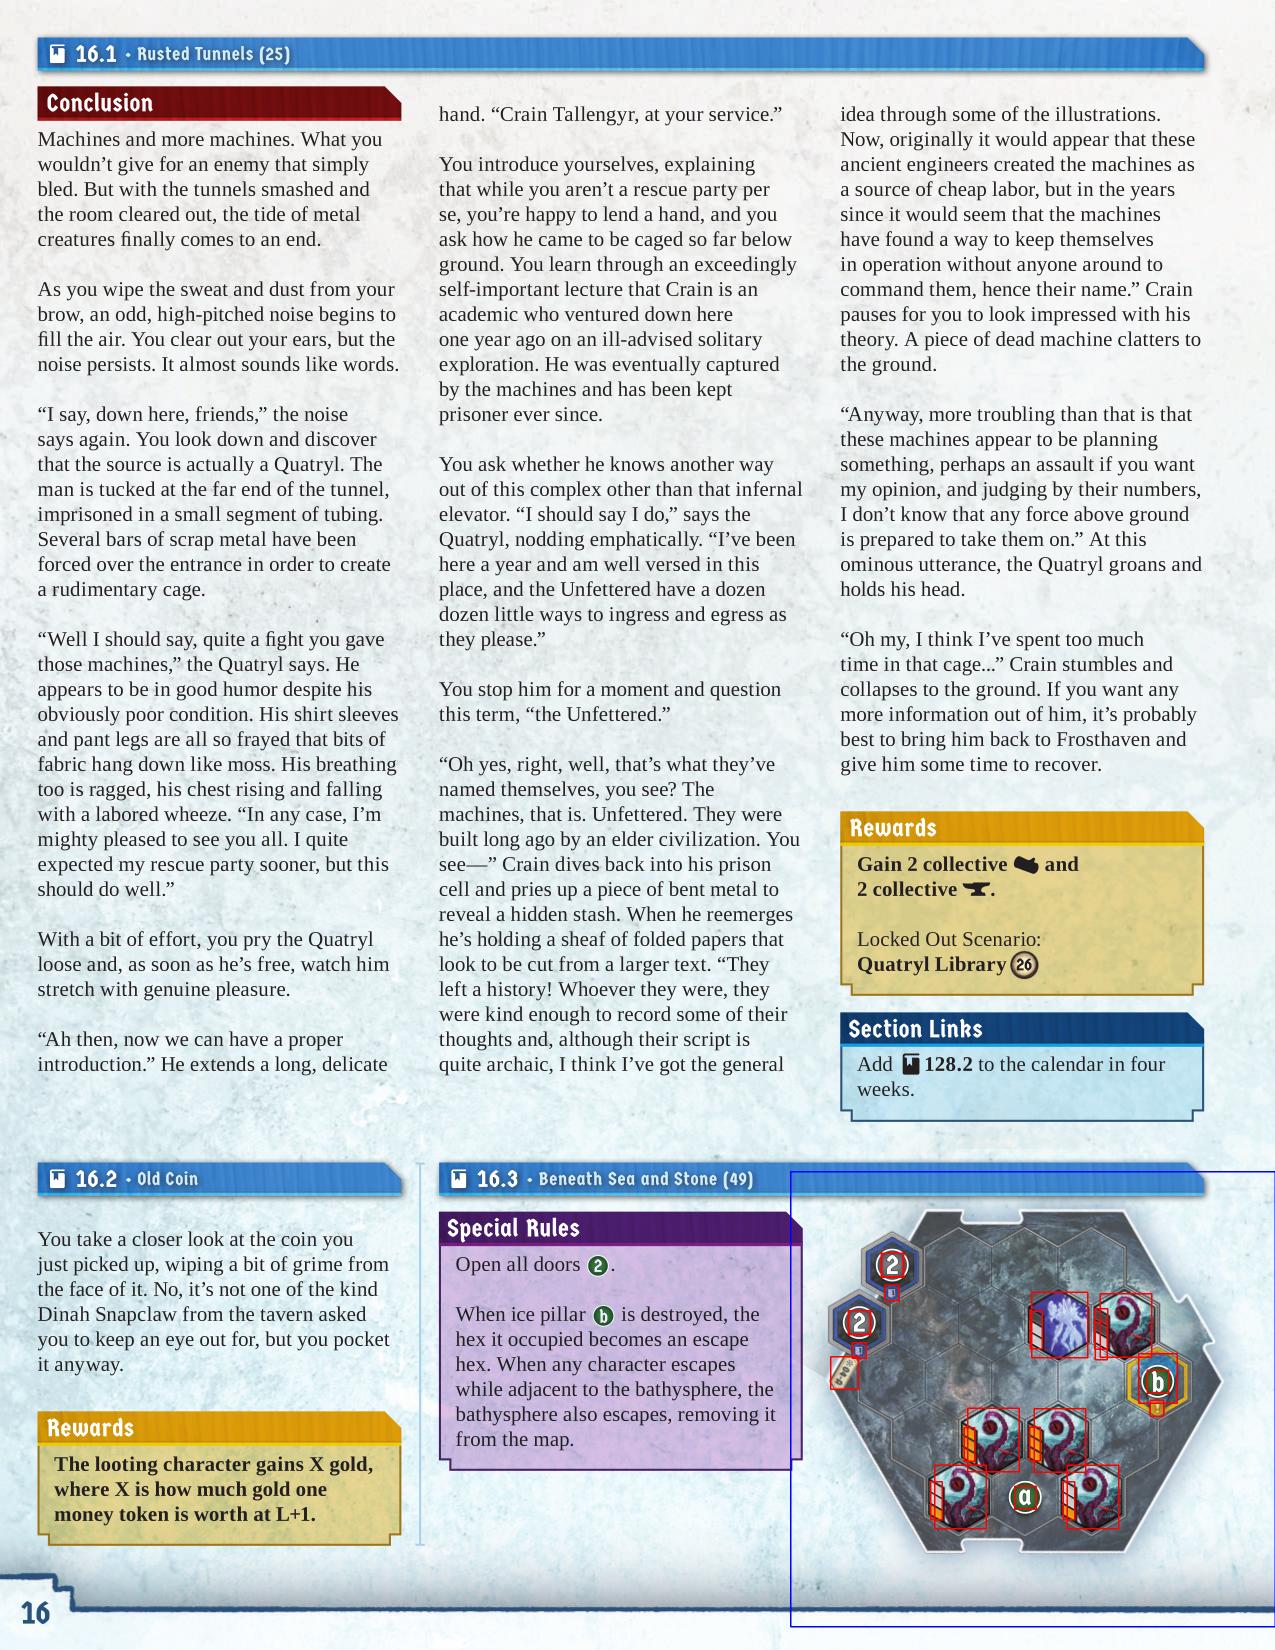 16.1 • Rusted Tunnels (25)
Conclusion
Machines and more machines. What you
wouldn’t give for an enemy that simply
bled. But with the tunnels smashed and
the room cleared out, the tide of metal
creatures finally comes to an end.
As you wipe the sweat and dust from your
brow, an odd, high-pitched noise begins to
fill the air. You clear out your ears, but the
noise persists. It almost sounds like words.
“I say, down here, friends,” the noise
says again. You look down and discover
that the source is actually a Quatryl. The
man is tucked at the far end of the tunnel,
imprisoned in a small segment of tubing.
Several bars of scrap metal have been
forced over the entrance in order to create
a rudimentary cage.
“Well I should say, quite a fight you gave
those machines,” the Quatryl says. He
appears to be in good humor despite his
obviously poor condition. His shirt sleeves
and pant legs are all so frayed that bits of
fabric hang down like moss. His breathing
too is ragged, his chest rising and falling
with a labored wheeze. “In any case, I’m
mighty pleased to see you all. I quite
expected my rescue party sooner, but this
should do well.”
With a bit of effort, you pry the Quatryl
loose and, as soon as he’s free, watch him
stretch with genuine pleasure.
“Ah then, now we can have a proper
introduction.” He extends a long, delicate
hand. “Crain Tallengyr, at your service.”
You introduce yourselves, explaining
that while you aren’t a rescue party per
se, you’re happy to lend a hand, and you
ask how he came to be caged so far below
ground. You learn through an exceedingly
self-important lecture that Crain is an
academic who ventured down here
one year ago on an ill-advised solitary
exploration. He was eventually captured
by the machines and has been kept
prisoner ever since.
You ask whether he knows another way
out of this complex other than that infernal
elevator. “I should say I do,” says the
Quatryl, nodding emphatically. “I’ve been
here a year and am well versed in this
place, and the Unfettered have a dozen
dozen little ways to ingress and egress as
they please.”
You stop him for a moment and question
this term, “the Unfettered.”
“Oh yes, right, well, that’s what they’ve
named themselves, you see? The
machines, that is. Unfettered. They were
built long ago by an elder civilization. You
see—” Crain dives back into his prison
cell and pries up a piece of bent metal to
reveal a hidden stash. When he reemerges
he’s holding a sheaf of folded papers that
look to be cut from a larger text. “They
left a history! Whoever they were, they
were kind enough to record some of their
thoughts and, although their script is
quite archaic, I think I’ve got the general
idea through some of the illustrations.
Now, originally it would appear that these
ancient engineers created the machines as
a source of cheap labor, but in the years
since it would seem that the machines
have found a way to keep themselves
in operation without anyone around to
command them, hence their name.” Crain
pauses for you to look impressed with his
theory. A piece of dead machine clatters to
the ground.
“Anyway, more troubling than that is that
these machines appear to be planning
something, perhaps an assault if you want
my opinion, and judging by their numbers,
I don’t know that any force above ground
is prepared to take them on.” At this
ominous utterance, the Quatryl groans and
holds his head.
“Oh my, I think I’ve spent too much
time in that cage...” Crain stumbles and
collapses to the ground. If you want any
more information out of him, it’s probably
best to bring him back to Frosthaven and
give him some time to recover.
Rewards
Gain 2 collective and
2 collective .
Locked Out Scenario:
Quatryl Library 26
Section Links
Add 128.2 to the calendar in four
weeks.
16.2 • Old Coin
You take a closer look at the coin you
just picked up, wiping a bit of grime from
the face of it. No, it’s not one of the kind
Dinah Snapclaw from the tavern asked
you to keep an eye out for, but you pocket
it anyway.
Rewards
The looting character gains X gold,
where X is how much gold one
money token is worth at L+1.
16.3 • Beneath Sea and Stone (49)
Special Rules
Open all doors 2.
When ice pillar b is destroyed, the
hex it occupied becomes an escape
hex. When any character escapes
while adjacent to the bathysphere, the
bathysphere also escapes, removing it
from the map.
2
2
b
a
16